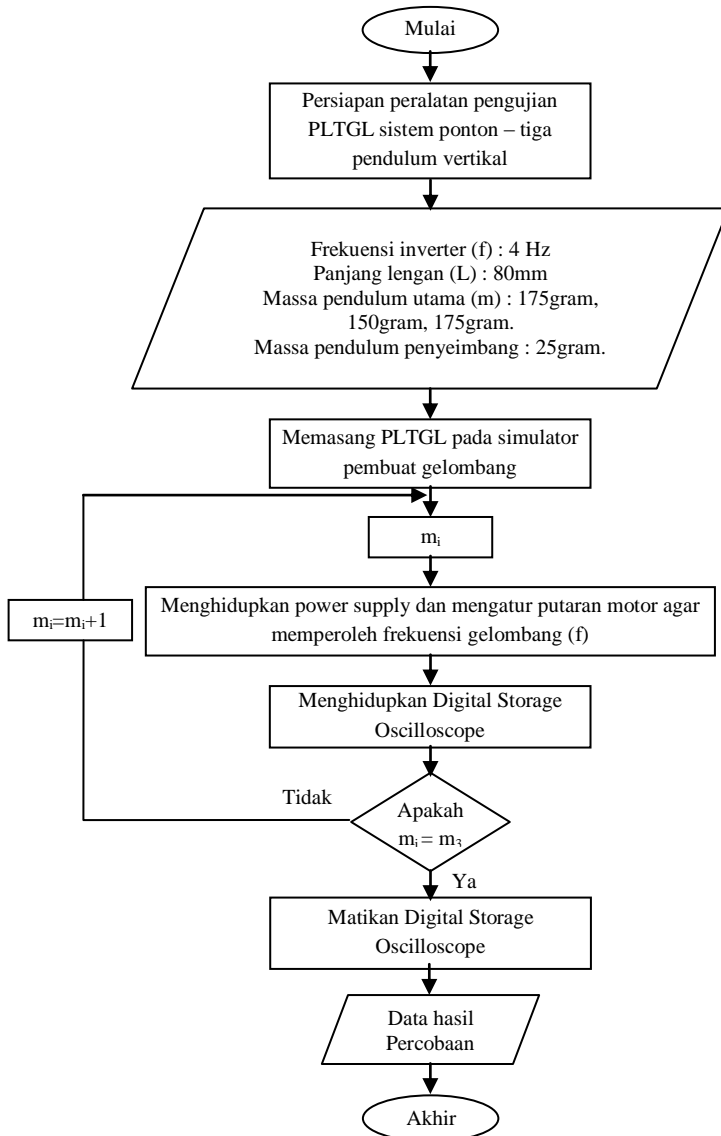 Mulai
Persiapan peralatan pengujian
PLTGL sistem ponton – tiga
pendulum vertikal
Frekuensi inverter (f) : 4 Hz
Panjang lengan (L) : 80mm
Massa pendulum utama (m) : 175gram,
150gram, 175gram.
Massa pendulum penyeimbang : 25gram.
Memasang PLTGL pada simulator
pembuat gelombang
mᵢ
Menghidupkan power supply dan mengatur putaran motor agar
memperoleh frekuensi gelombang (f)
mᵢ=mᵢ+1
Menghidupkan Digital Storage
Oscilloscope
Tidak
Apakah
mᵢ = m₃
Ya
Matikan Digital Storage
Oscilloscope
Data hasil
Percobaan
Akhir